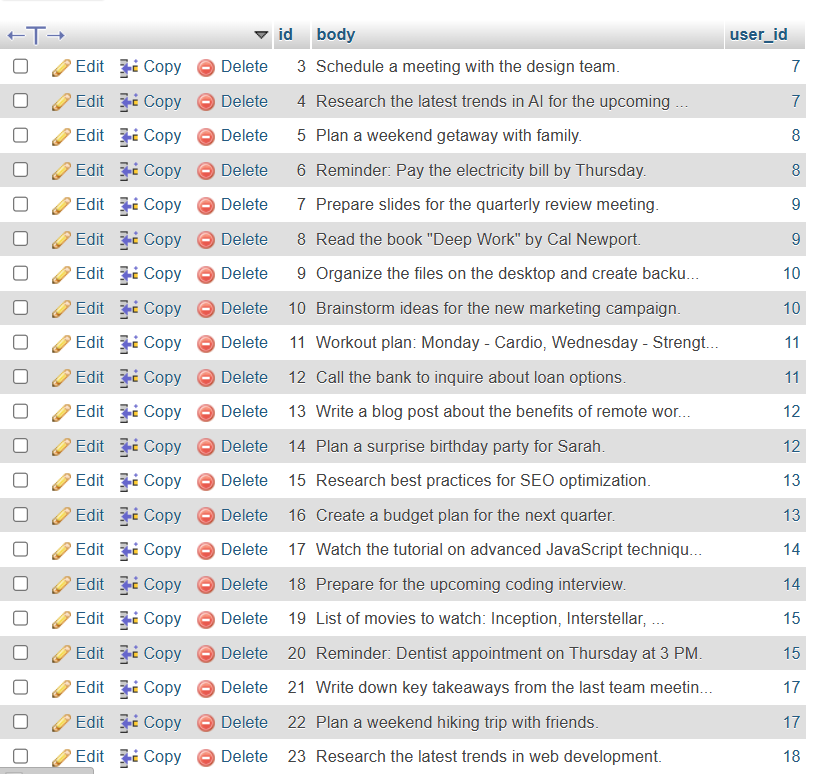 ←T→ id body user_id
Edit Copy Delete 3 Schedule a meeting with the design team. 7
Edit Copy Delete 4 Research the latest trends in AI for the upcoming ... 7
Edit Copy Delete 5 Plan a weekend getaway with family. 8
Edit Copy Delete 6 Reminder: Pay the electricity bill by Thursday. 8
Edit Copy Delete 7 Prepare slides for the quarterly review meeting. 9
Edit Copy Delete 8 Read the book "Deep Work" by Cal Newport. 9
Edit Copy Delete 9 Organize the files on the desktop and create backu... 10
Edit Copy Delete 10 Brainstorm ideas for the new marketing campaign. 10
Edit Copy Delete 11 Workout plan: Monday - Cardio, Wednesday - Strengt... 11
Edit Copy Delete 12 Call the bank to inquire about loan options. 11
Edit Copy Delete 13 Write a blog post about the benefits of remote wor... 12
Edit Copy Delete 14 Plan a surprise birthday party for Sarah. 12
Edit Copy Delete 15 Research best practices for SEO optimization. 13
Edit Copy Delete 16 Create a budget plan for the next quarter. 13
Edit Copy Delete 17 Watch the tutorial on advanced JavaScript techniqu... 14
Edit Copy Delete 18 Prepare for the upcoming coding interview. 14
Edit Copy Delete 19 List of movies to watch: Inception, Interstellar, ... 15
Edit Copy Delete 20 Reminder: Dentist appointment on Thursday at 3 PM. 15
Edit Copy Delete 21 Write down key takeaways from the last team meetin... 17
Edit Copy Delete 22 Plan a weekend hiking trip with friends. 17
Edit Copy Delete 23 Research the latest trends in web development. 18